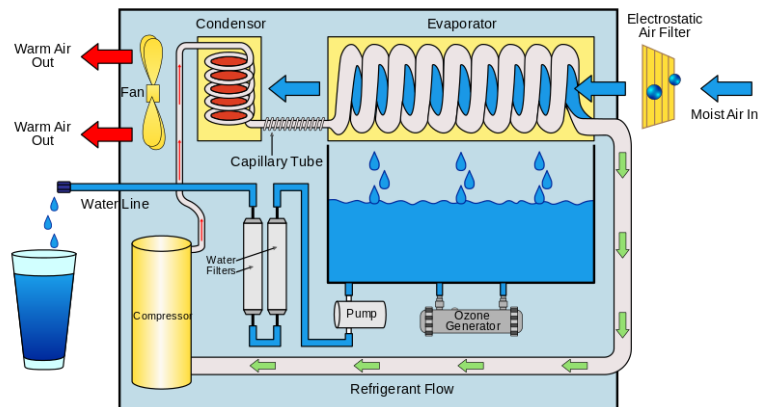 Condensor
Evaporator
Electrostatic
Air Filter
Warm Air
Out
Fan
Moist Air In
Warm Air
Out
Capillary Tube
Water Line
Water
Filters
Compressor
Pump
Ozone
Generator
Refrigerant Flow